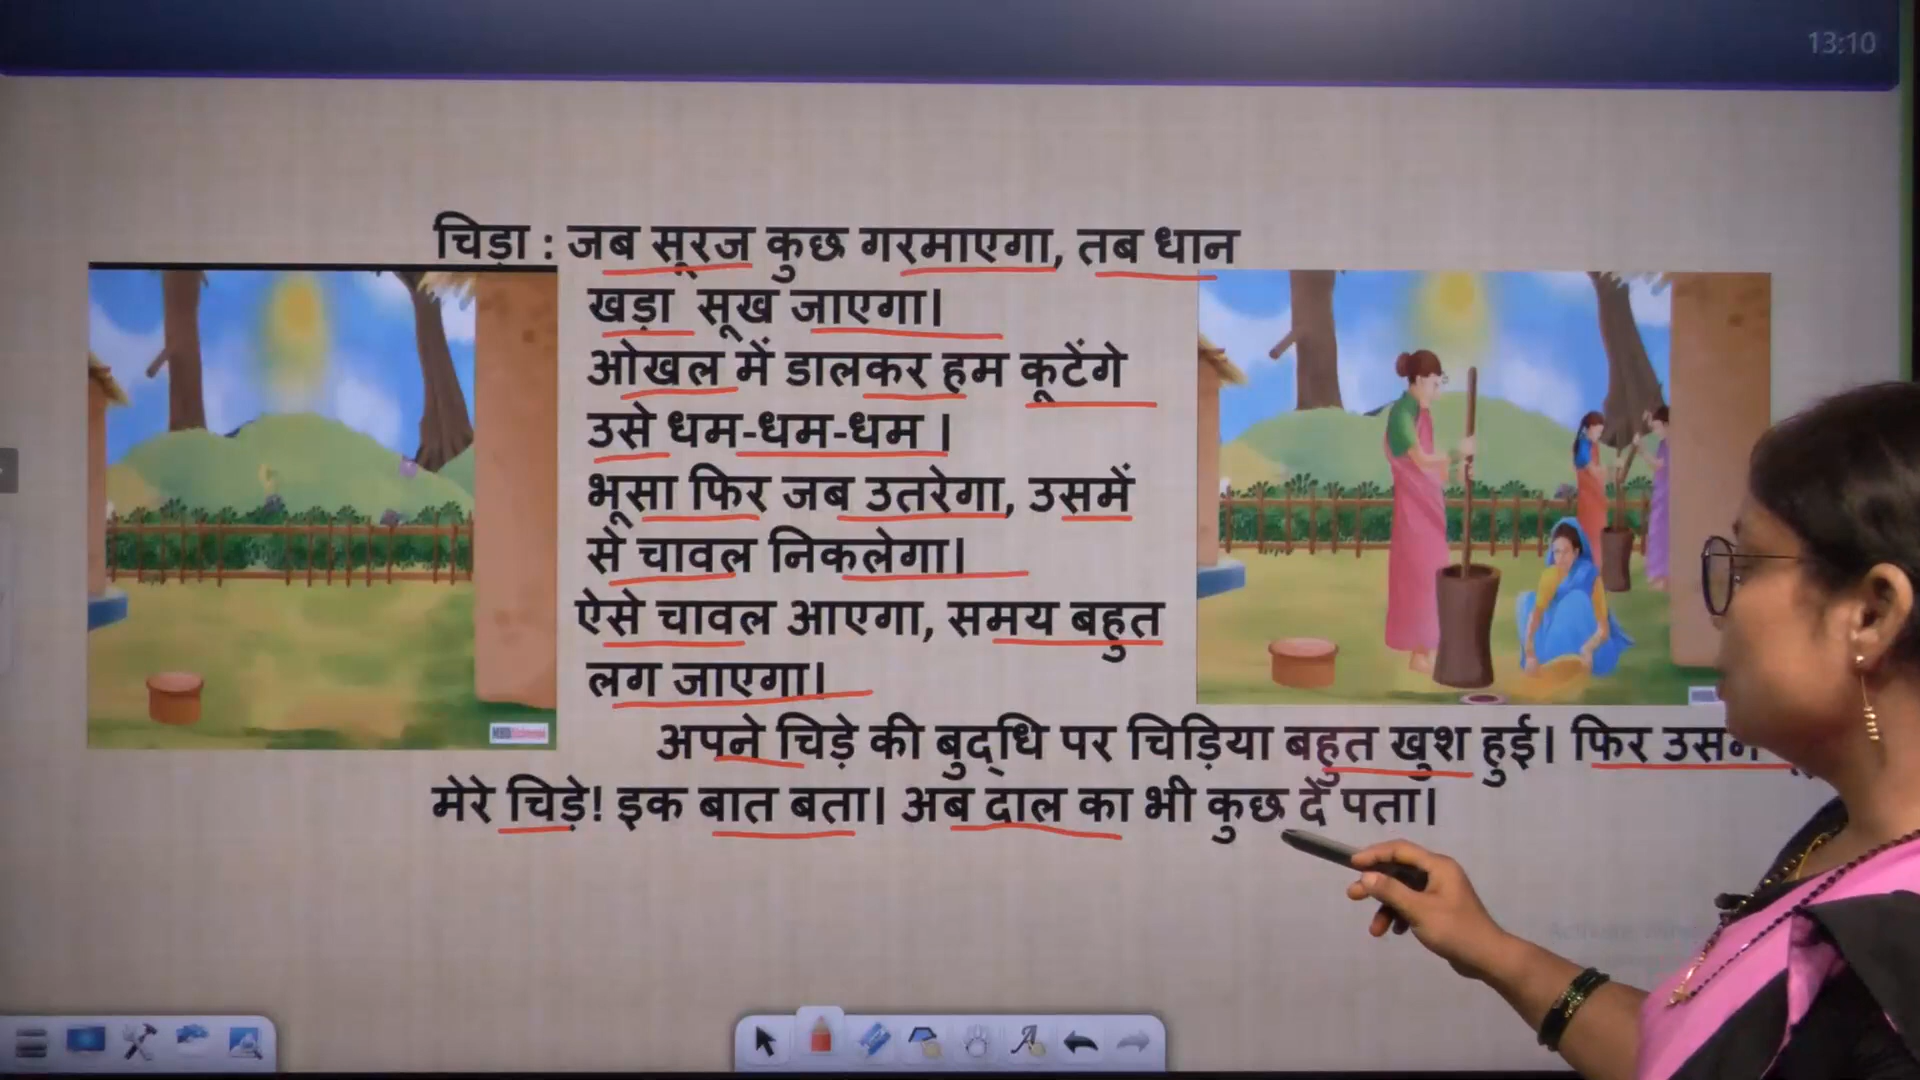 13:10
चिड़ा : जब सूरज कुछ गरमाएगा, तब धान
खड़ा सूख जाएगा।
ओखल में डालकर हम कूटेंगे
उसे धम-धम-धम ।
भूसा फिर जब उतरेगा, उसमें
से चावल निकलेगा।
ऐसे चावल आएगा, समय बहुत
लग जाएगा।
अपने चिड़े की बुद्धि पर चिड़िया बहुत खुश हुई। फिर
मेरे चिड़े! इक बात बता। अब दाल का भी कुछ दें पता।